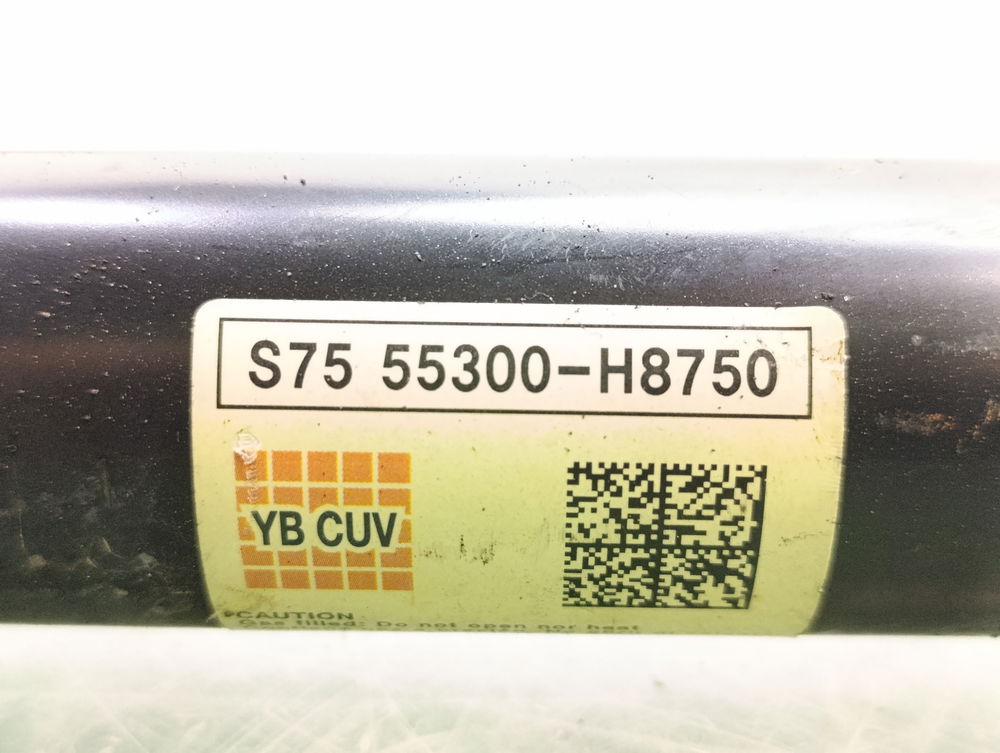 S75 55300-H8750
YB CUV
CAUTION
Gas filled: Do not open nor heat